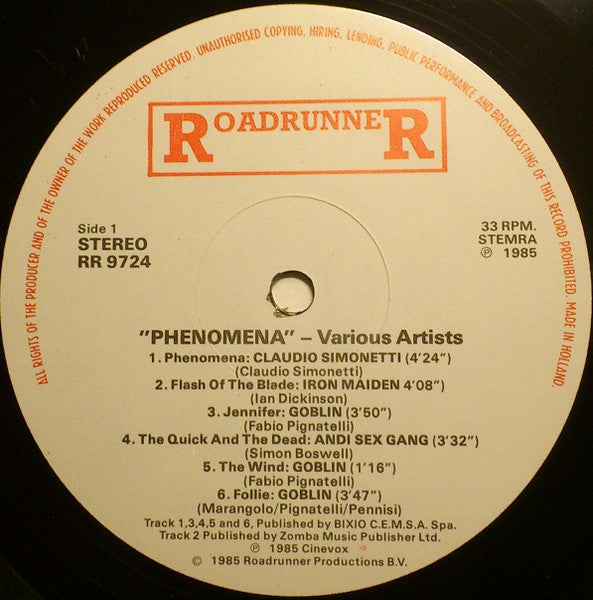 ALL RIGHTS OF THE PRODUCER AND OF THE OWNER OF THE WORK REPRODUCED RESERVED. UNAUTHORISED COPYING, HIRING, LENDING, PUBLIC PERFORMANCE AND BROADCASTING OF THIS RECORD PROHIBITED. MADE IN HOLLAND.
ROADRUNNER
Side 1
STEREO
RR 9724
33 RPM.
STEMRA
℗ 1985
"PHENOMENA" – Various Artists
1. Phenomena: CLAUDIO SIMONETTI (4'24")
(Claudio Simonetti)
2. Flash Of The Blade: IRON MAIDEN 4'08")
(Ian Dickinson)
3. Jennifer: GOBLIN (3'50")
(Fabio Pignatelli)
4. The Quick And The Dead: ANDI SEX GANG (3'32")
(Simon Boswell)
5. The Wind: GOBLIN (1'16")
(Fabio Pignatelli)
6. Follie: GOBLIN (3'47")
(Marangolo/Pignatelli/Pennisi)
Track 1,3,4,5 and 6, Published by BIXIO C.E.M.S.A. Spa.
Track 2 Published by Zomba Music Publisher Ltd.
℗ 1985 Cinevox
© 1985 Roadrunner Productions B.V.